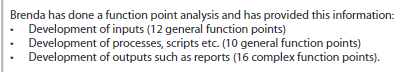 Brenda has done a function point analysis and has provided this information:
• Development of inputs (12 general function points)
• Development of processes, scripts etc. (10 general function points)
• Development of outputs such as reports (16 complex function points).